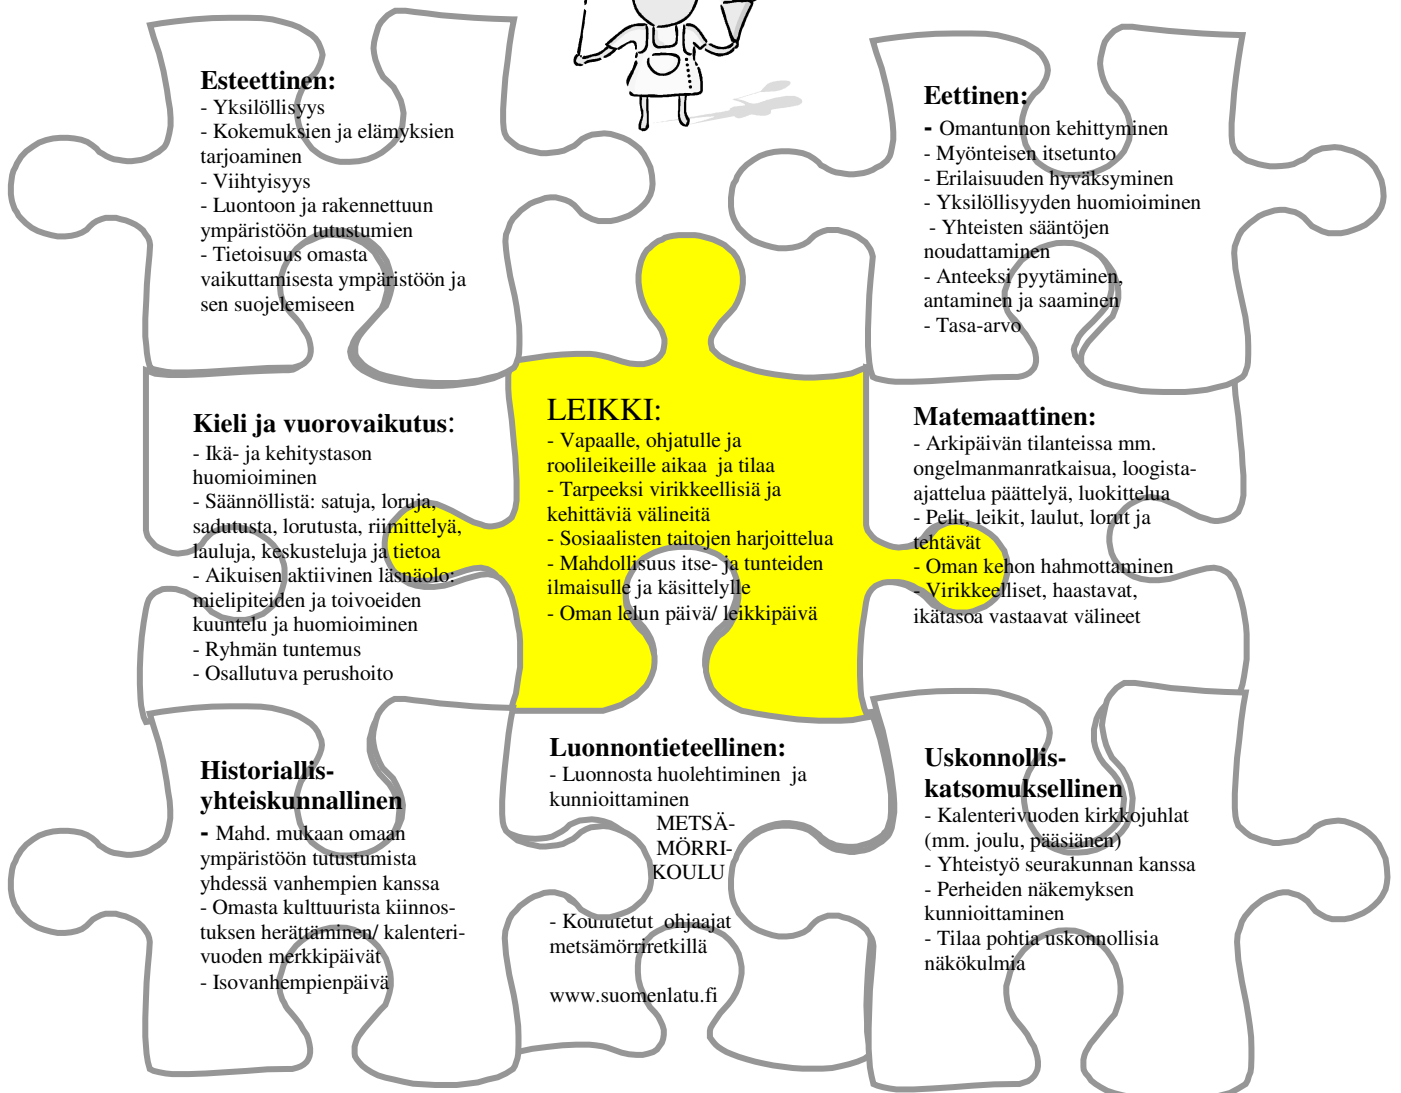 Esteettinen:
- Yksilöllisyys
- Kokemuksien ja elämyksien
tarjoaminen
- Viihtyisyys
- Luontoon ja rakennettuun
ympäristöön tutustumien
- Tietoisuus omasta
vaikuttamisesta ympäristöön ja
sen suojelemiseen
Eettinen:
- Omantunnon kehittyminen
- Myönteisen itsetunto
- Erilaisuuden hyväksyminen
- Yksilöllisyyden huomioiminen
- Yhteisten sääntöjen
noudattaminen
- Anteeksi pyytäminen,
antaminen ja saaminen
- Tasa-arvo
Kieli ja vuorovaikutus:
- Ikä- ja kehitystason
huomioiminen
- Säännöllistä: satuja, loruja,
sadutusta, lorutusta, riimittelyä,
lauluja, keskusteluja ja tietoa
- Aikuisen aktiivinen läsnäolo:
mielipiteiden ja toivoeiden
kuuntelu ja huomioiminen
- Ryhmän tuntemus
- Osallutuva perushoito
LEIKKI:
- Vapaalle, ohjatulle ja
roolileikeille aikaa ja tilaa
- Tarpeeksi virikkeellisiä ja
kehittäviä välineitä
- Sosiaalisten taitojen harjoittelua
- Mahdollisuus itse- ja tunteiden
ilmaisulle ja käsittelylle
- Oman lelun päivä/ leikkipäivä
Matemaattinen:
- Arkipäivän tilanteissa mm.
ongelmanmanratkaisua, loogista-
ajattelua päättelyä, luokittelua
- Pelit, leikit, laulut, lorut ja
tehtävät
- Oman kehon hahmottaminen
- Virikkeelliset, haastavat,
ikätasoa vastaavat välineet
Historiallis-
yhteiskunnallinen
- Mahd. mukaan omaan
ympäristöön tutustumista
yhdessä vanhempien kanssa
- Omasta kulttuurista kiinnos-
tuksen herättäminen/ kalenteri-
vuoden merkkipäivät
- Isovanhempienpäivä
Luonnontieteellinen:
- Luonnosta huolehtiminen ja
kunnioittaminen
METSÄ-
MÖRRI-
KOULU
- Koulutetut ohjaajat
metsämörriretkillä
www.suomenlatu.fi
Uskonnollis-
katsomuksellinen
- Kalenterivuoden kirkkojuhlat
(mm. joulu, pääsiänen)
- Yhteistyö seurakunnan kanssa
- Perheiden näkemyksen
kunnioittaminen
- Tilaa pohtia uskonnollisia
näkökulmia